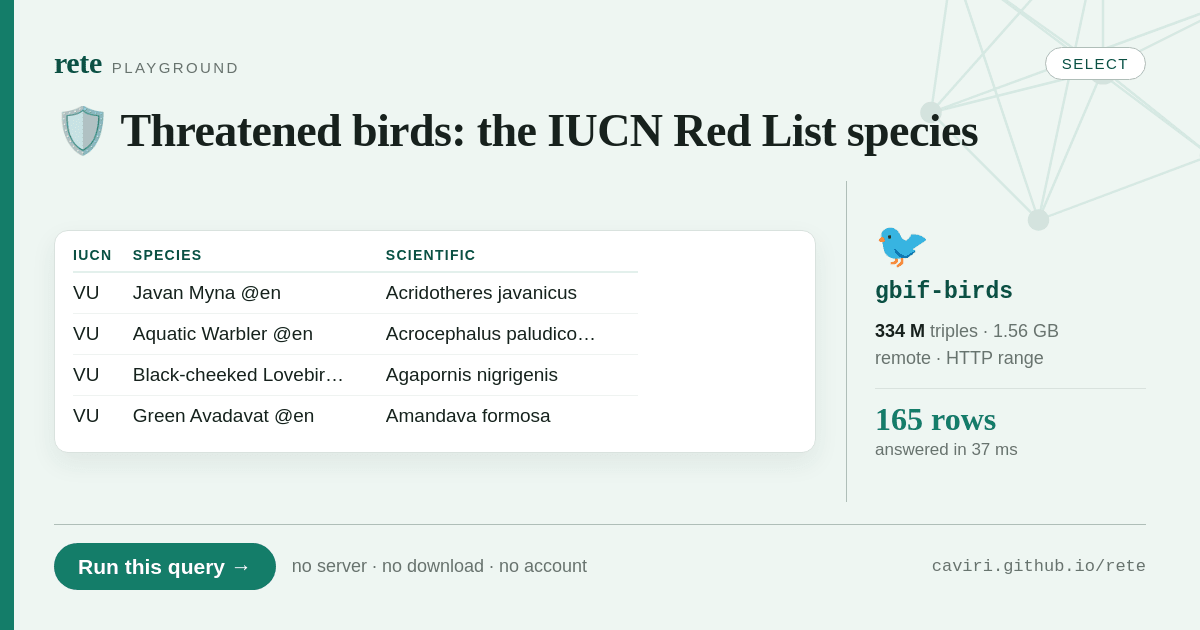 rete PLAYGROUND
SELECT
Threatened birds: the IUCN Red List species
IUCN SPECIES SCIENTIFIC
VU Javan Myna @en Acridotheres javanicus
VU Aquatic Warbler @en Acrocephalus paludico…
VU Black-cheeked Lovebir… Agapornis nigrigenis
VU Green Avadavat @en Amandava formosa
gbif-birds
334 M triples · 1.56 GB
remote · HTTP range
165 rows
answered in 37 ms
Run this query →
no server · no download · no account
caviri.github.io/rete